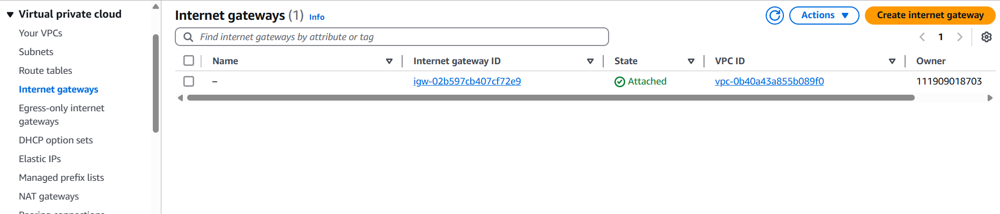 Virtual private cloud
Your VPCs
Subnets
Route tables
Internet gateways
Egress-only internet
gateways
DHCP option sets
Elastic IPs
Managed prefix lists
NAT gateways
Peering connections
Internet gateways (1) Info
Actions
Create internet gateway
Find internet gateways by attribute or tag
1
Name Internet gateway ID State VPC ID Owner
– igw-02b597cb407cf72e9 Attached vpc-0b40a43a855b089f0 111909018703